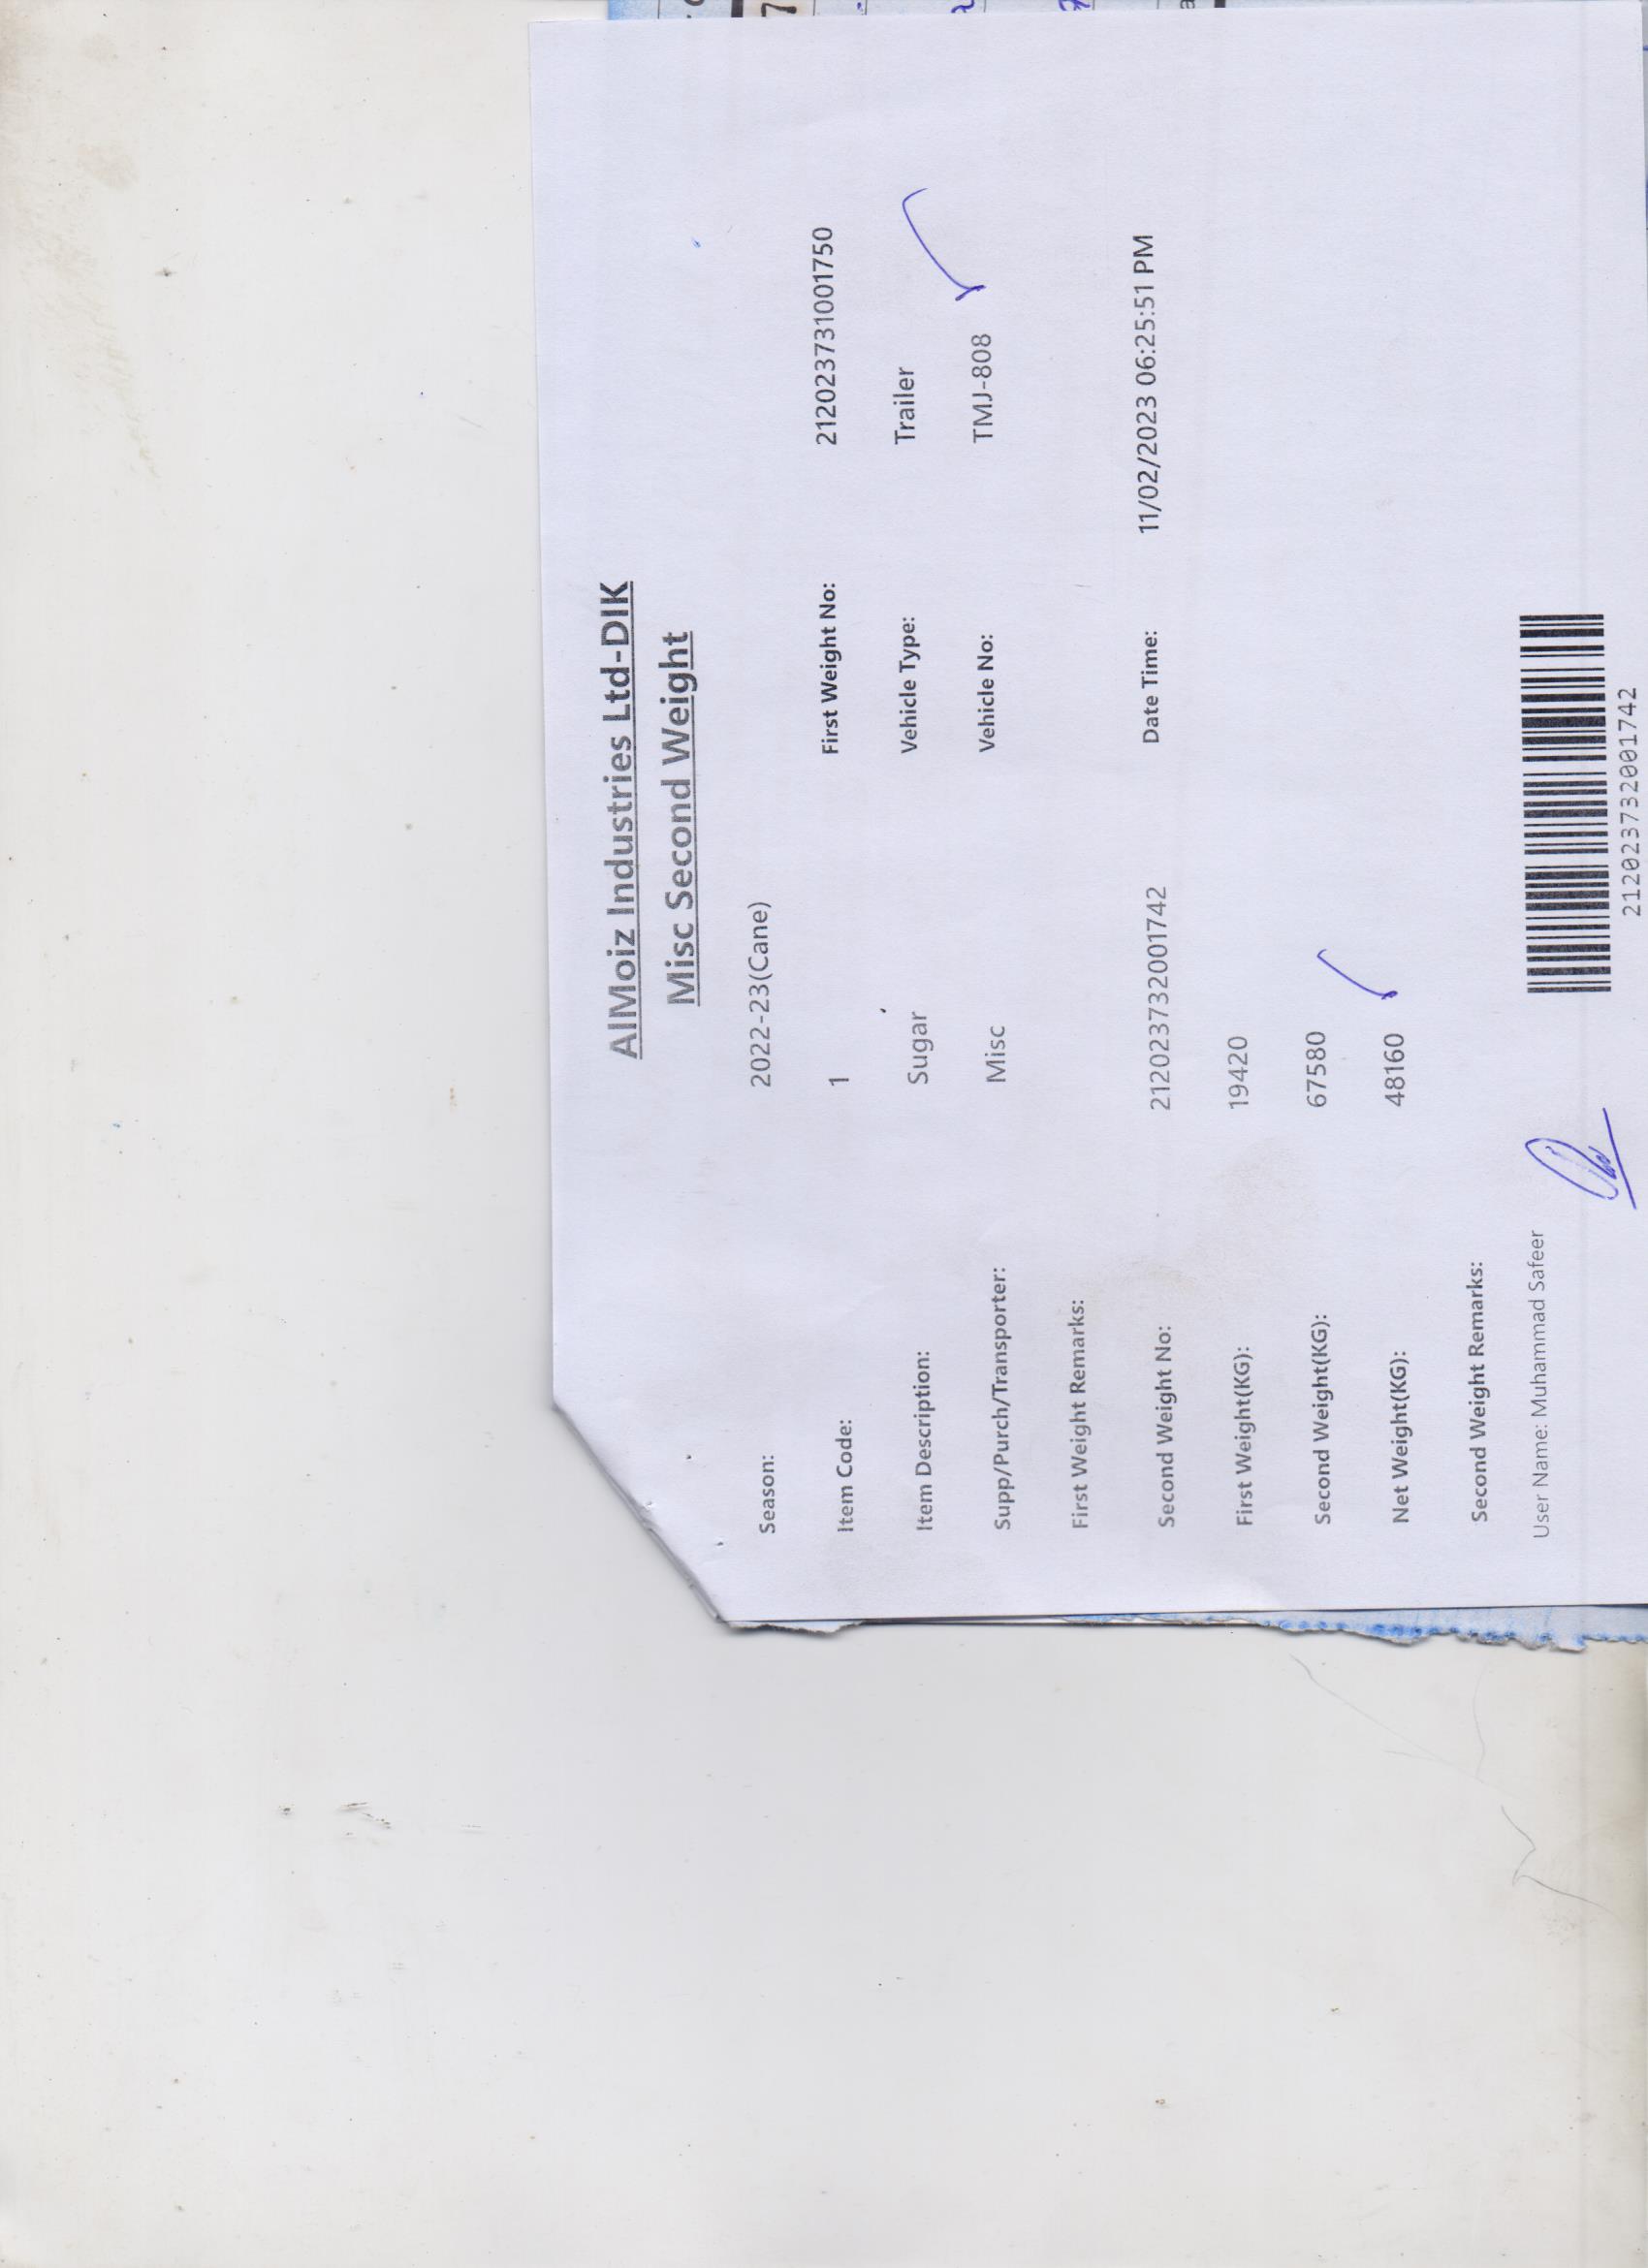 AlMoiz Industries Ltd-DIK
Misc Second Weight
Season: 2022-23(Cane)
Item Code: 1 First Weight No: 2120237310001750
Item Description: Sugar Vehicle Type: Trailer
Supp/Purch/Transporter: Misc Vehicle No: TMJ-808
First Weight Remarks:
Second Weight No: 2120237320001742 Date Time: 11/02/2023 06:25:51 PM
First Weight(KG): 19420
Second Weight(KG): 67580
Net Weight(KG): 48160
Second Weight Remarks:
User Name: Muhammad Safeer
2120237320001742